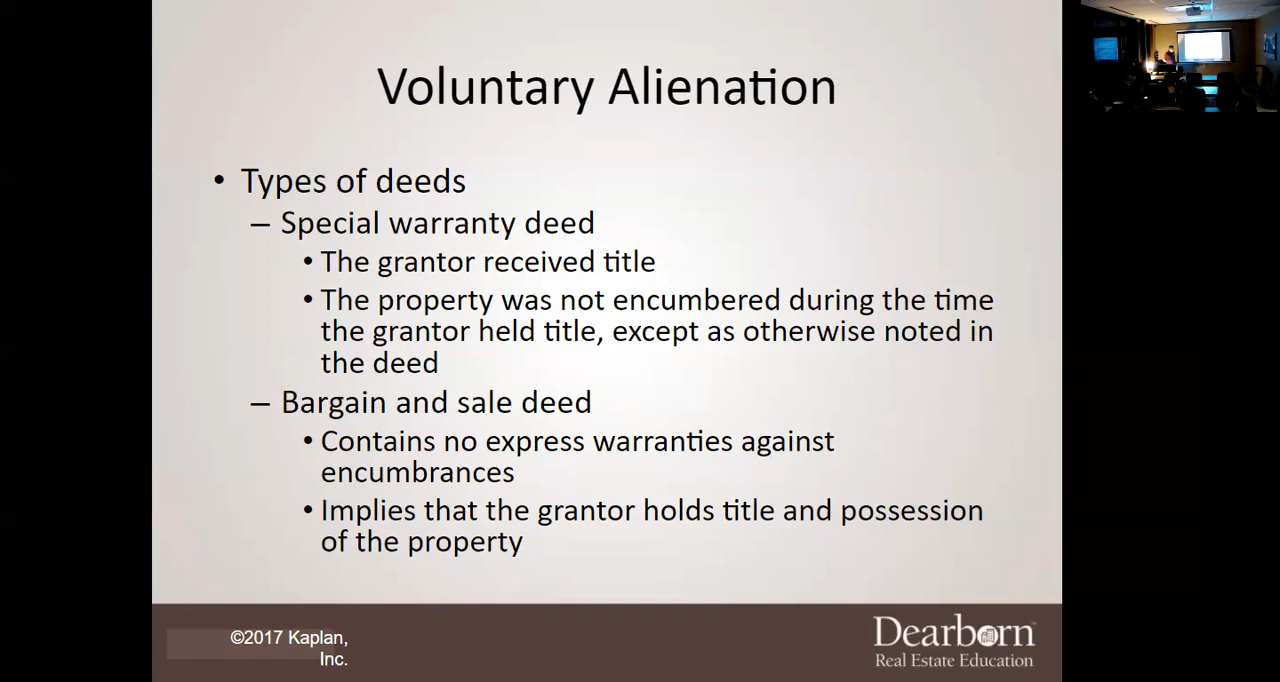 Voluntary Alienation
• Types of deeds
– Special warranty deed
• The grantor received title
• The property was not encumbered during the time
the grantor held title, except as otherwise noted in
the deed
– Bargain and sale deed
• Contains no express warranties against
encumbrances
• Implies that the grantor holds title and possession
of the property
©2017 Kaplan,
Inc.
Dearborn™
Real Estate Education